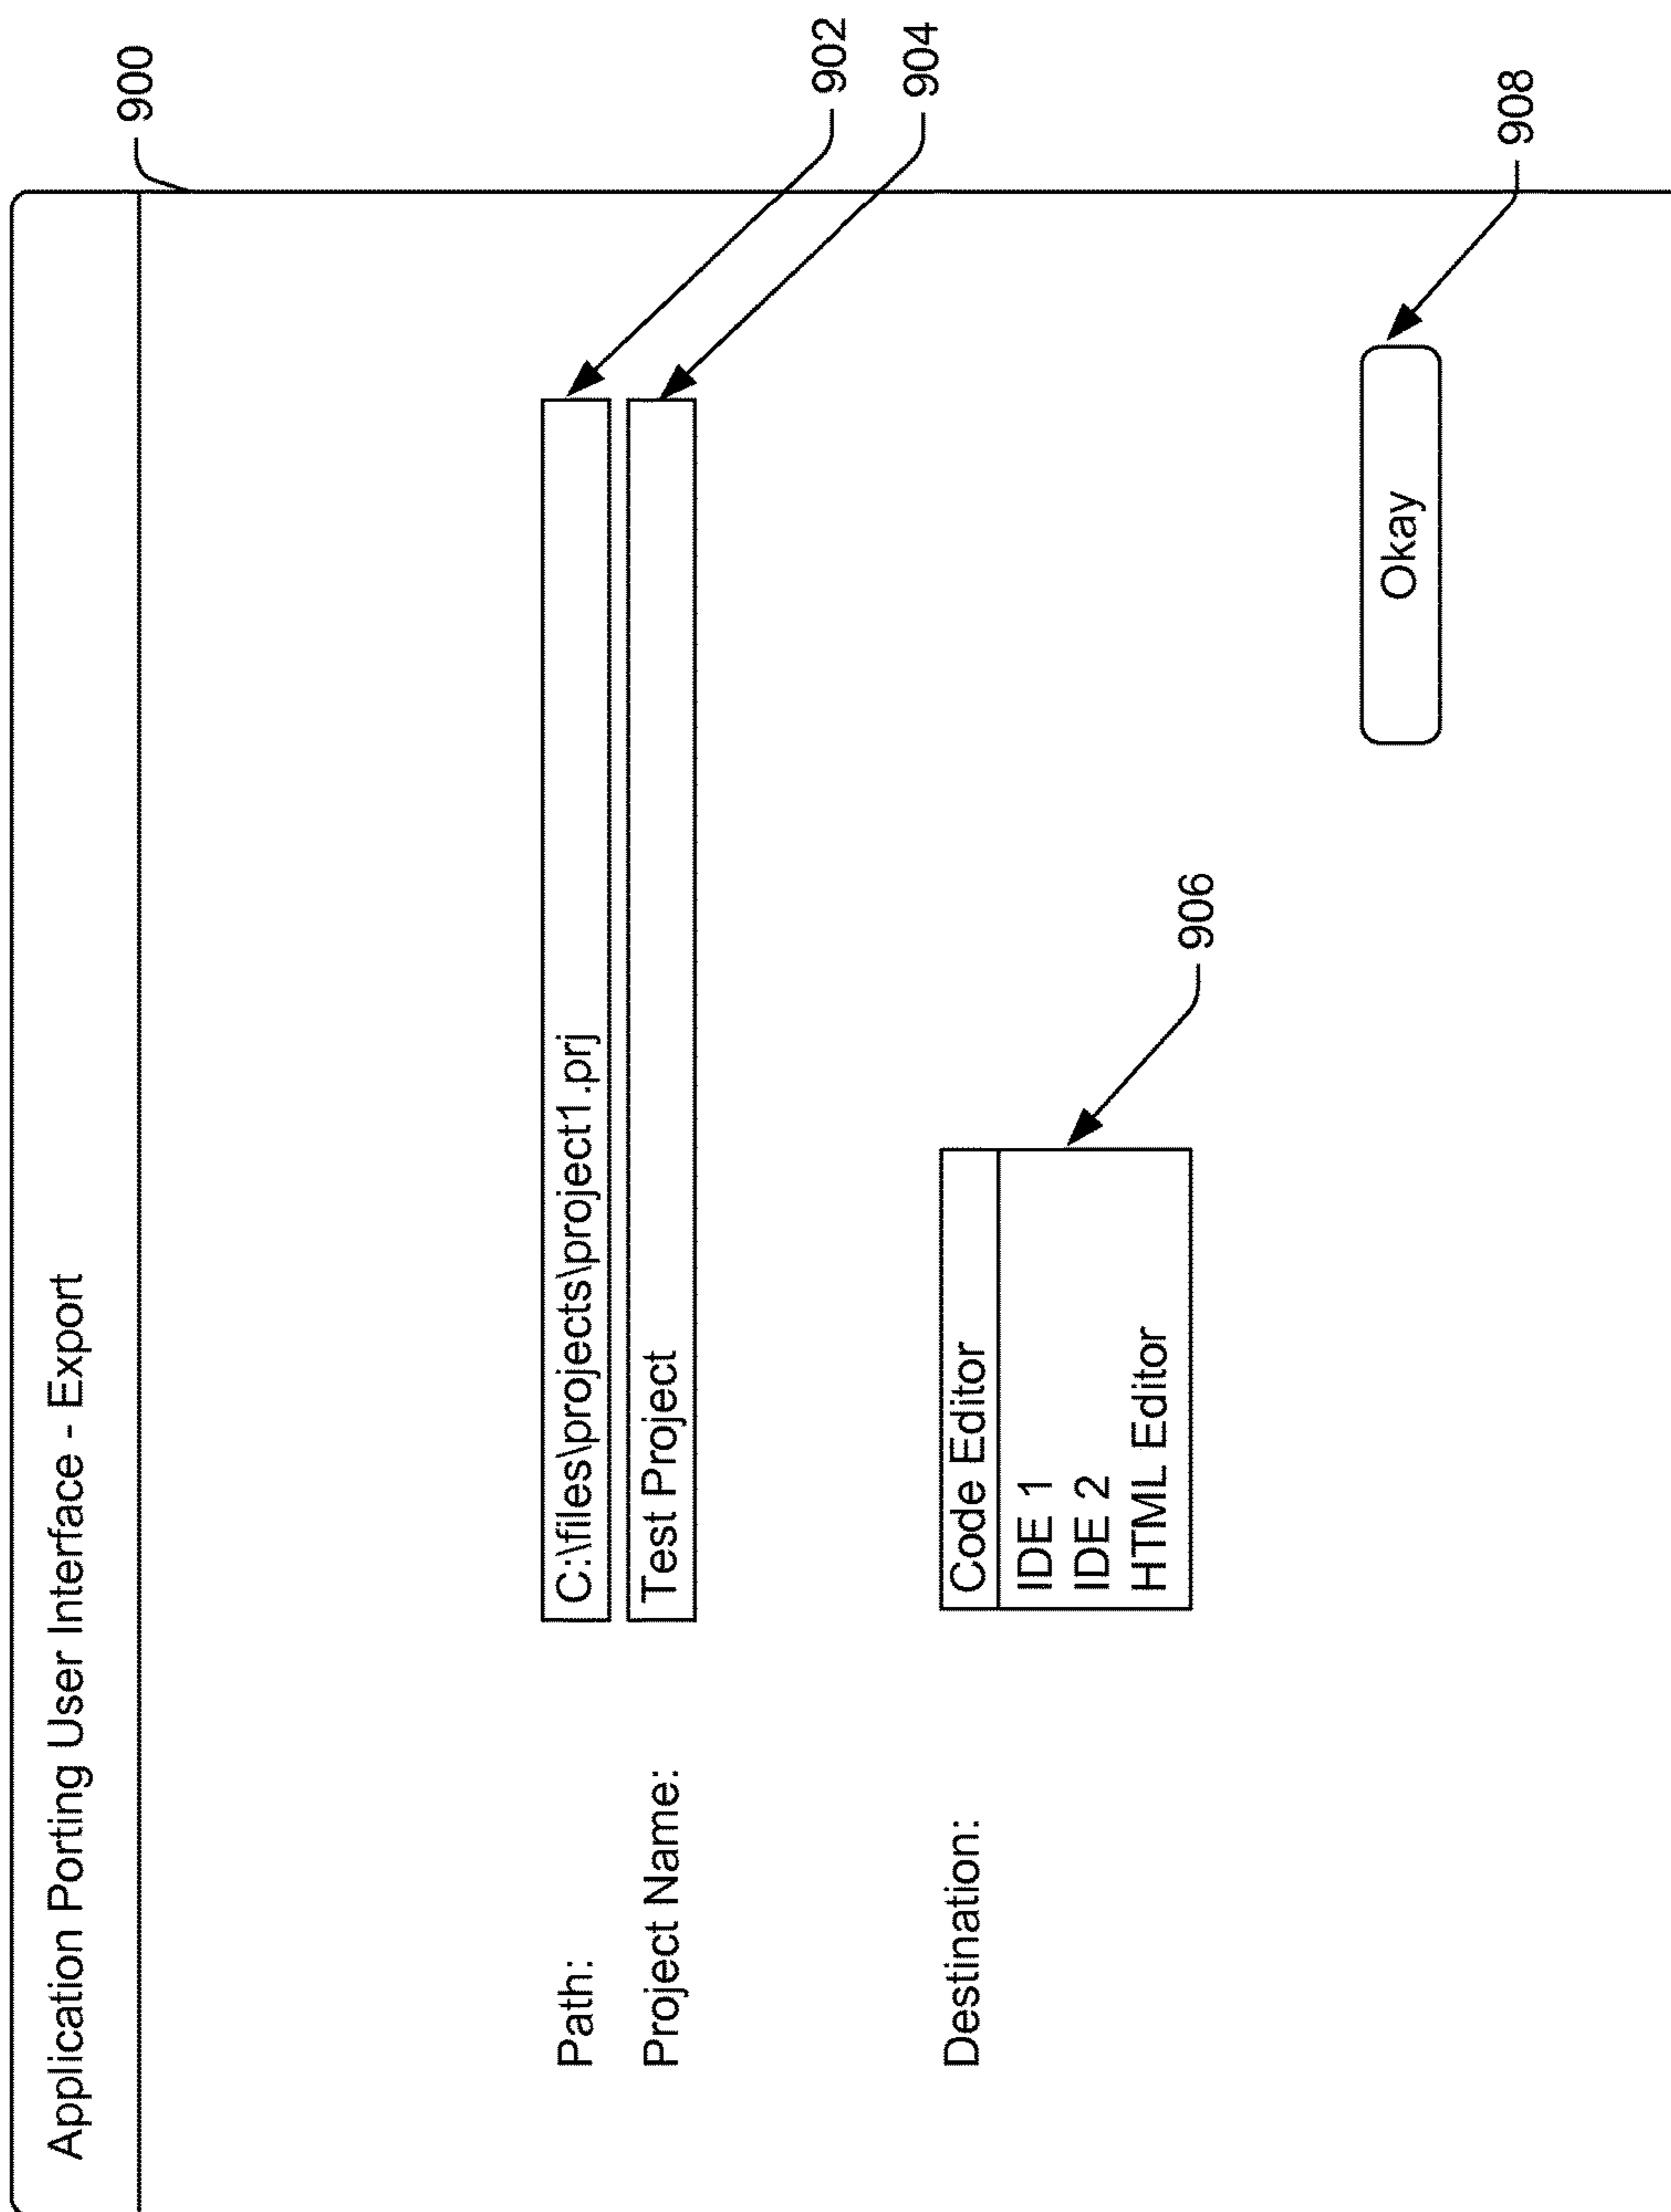 Application Porting User Interface - Export
900
Path:
C:\files\projects\project1.prj
902
Project Name:
Test Project
904
Destination:
Code Editor
IDE 1
IDE 2
HTML Editor
906
Okay
908